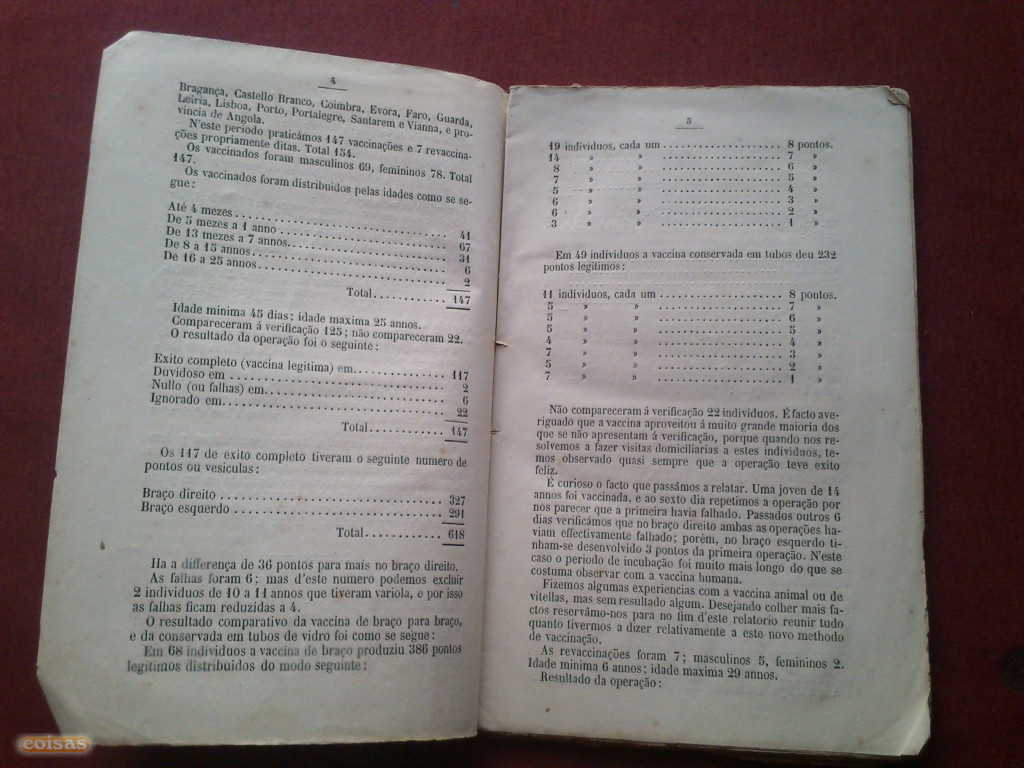 4
Bragança, Castello Branco, Coimbra, Evora, Faro, Guarda,
Leiria, Lisboa, Porto, Portalegre, Santarem e Vianna, e pro-
vincia de Angola.
N'este periodo praticámos 147 vaccinações e 7 revaccina-
ções propriamente ditas. Total 154.
Os vaccinados foram masculinos 69, femininos 78. Total
147.
Os vaccinados foram distribuidos pelas idades como se se-
gue:
Até 4 mezes........................ 41
De 5 mezes a 1 anno........................ 67
De 13 mezes a 7 annos........................ 31
De 8 a 15 annos........................ 6
De 16 a 25 annos........................ 2
Total............ 147
Idade minima 45 dias; idade maxima 25 annos.
Compareceram á verificação 125; não compareceram 22.
O resultado da operação foi o seguinte:
Exito completo (vaccina legitima) em............ 117
Duvidoso em........................ 2
Nullo (ou falhas) em........................ 6
Ignorado em........................ 22
Total............ 147
Os 117 de exito completo tiveram o seguinte numero de
pontos ou vesiculas:
Braço direito........................ 327
Braço esquerdo........................ 291
Total............ 618
Ha a differença de 36 pontos para mais no braço direito.
As falhas foram 6; mas d'este numero podemos excluir
2 individuos de 10 a 11 annos que tiveram variola, e por isso
as falhas ficam reduzidas a 4.
O resultado comparativo da vaccina de braço para braço,
e da conservada em tubos de vidro foi como se segue:
Em 68 individuos a vaccina de braço produziu 386 pontos
legitimos distribuidos do modo seguinte:
coisas
5
19 individuos, cada um.................... 8 pontos.
14 » » .................... 7 »
8 » » .................... 6 »
7 » » .................... 5 »
5 » » .................... 4 »
6 » » .................... 3 »
6 » » .................... 2 »
3 » » .................... 1 »
Em 49 individuos a vaccina conservada em tubos deu 232
pontos legitimos:
11 individuos, cada um.................... 8 pontos.
5 » » .................... 7 »
5 » » .................... 6 »
5 » » .................... 5 »
4 » » .................... 4 »
7 » » .................... 3 »
5 » » .................... 2 »
7 » » .................... 1 »
Não compareceram á verificação 22 individuos. É facto ave-
riguado que a vaccina aproveitou á muito grande maioria dos
que se não apresentam á verificação, porque quando nos re-
solvemos a fazer visitas domiciliarias a estes individuos, te-
mos observado quasi sempre que a operação teve exito
feliz.
É curioso o facto que passámos a relatar. Uma joven de 14
annos foi vaccinada, e ao sexto dia repetimos a operação por
nos parecer que a primeira havia falhado. Passados outros 6
dias verificámos que no braço direito ambas as operações ha-
viam effectivamente falhado; porém, no braço esquerdo ti-
nham-se desenvolvido 3 pontos da primeira operação. N'este
caso o periodo de incubação foi muito mais longo do que se
costuma observar com a vaccina humana.
Fizemos algumas experiencias com a vaccina animal ou de
vitellas, mas sem resultado algum. Desejando colher mais fa-
ctos reservámo-nos para no fim d'este relatorio reunir tudo
quanto tivermos a dizer relativamente a este novo methodo
de vaccinação.
As revaccinações foram 7; masculinos 5, femininos 2.
Idade minima 6 annos; idade maxima 29 annos.
Resultado da operação: